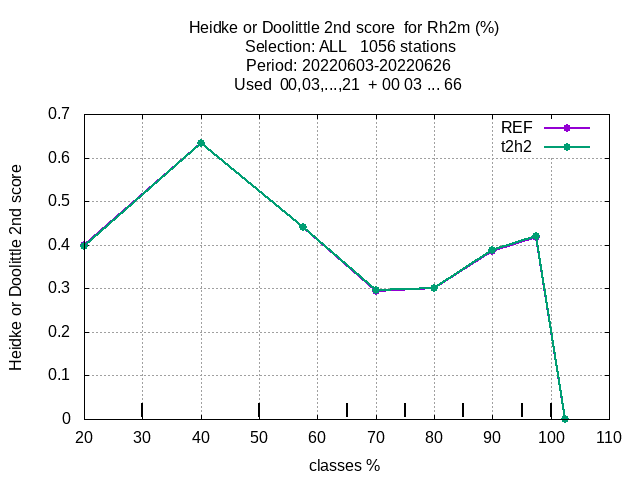 Heidke or Doolittle 2nd score  for Rh2m (%)
Selection: ALL   1056 stations
Period: 20220603-20220626
Used  00,03,...,21  + 00 03 ... 66
REF
t2h2
Heidke or Doolittle 2nd score
0.7
0.6
0.5
0.4
0.3
0.2
0.1
0
20 30 40 50 60 70 80 90 100 110
classes %